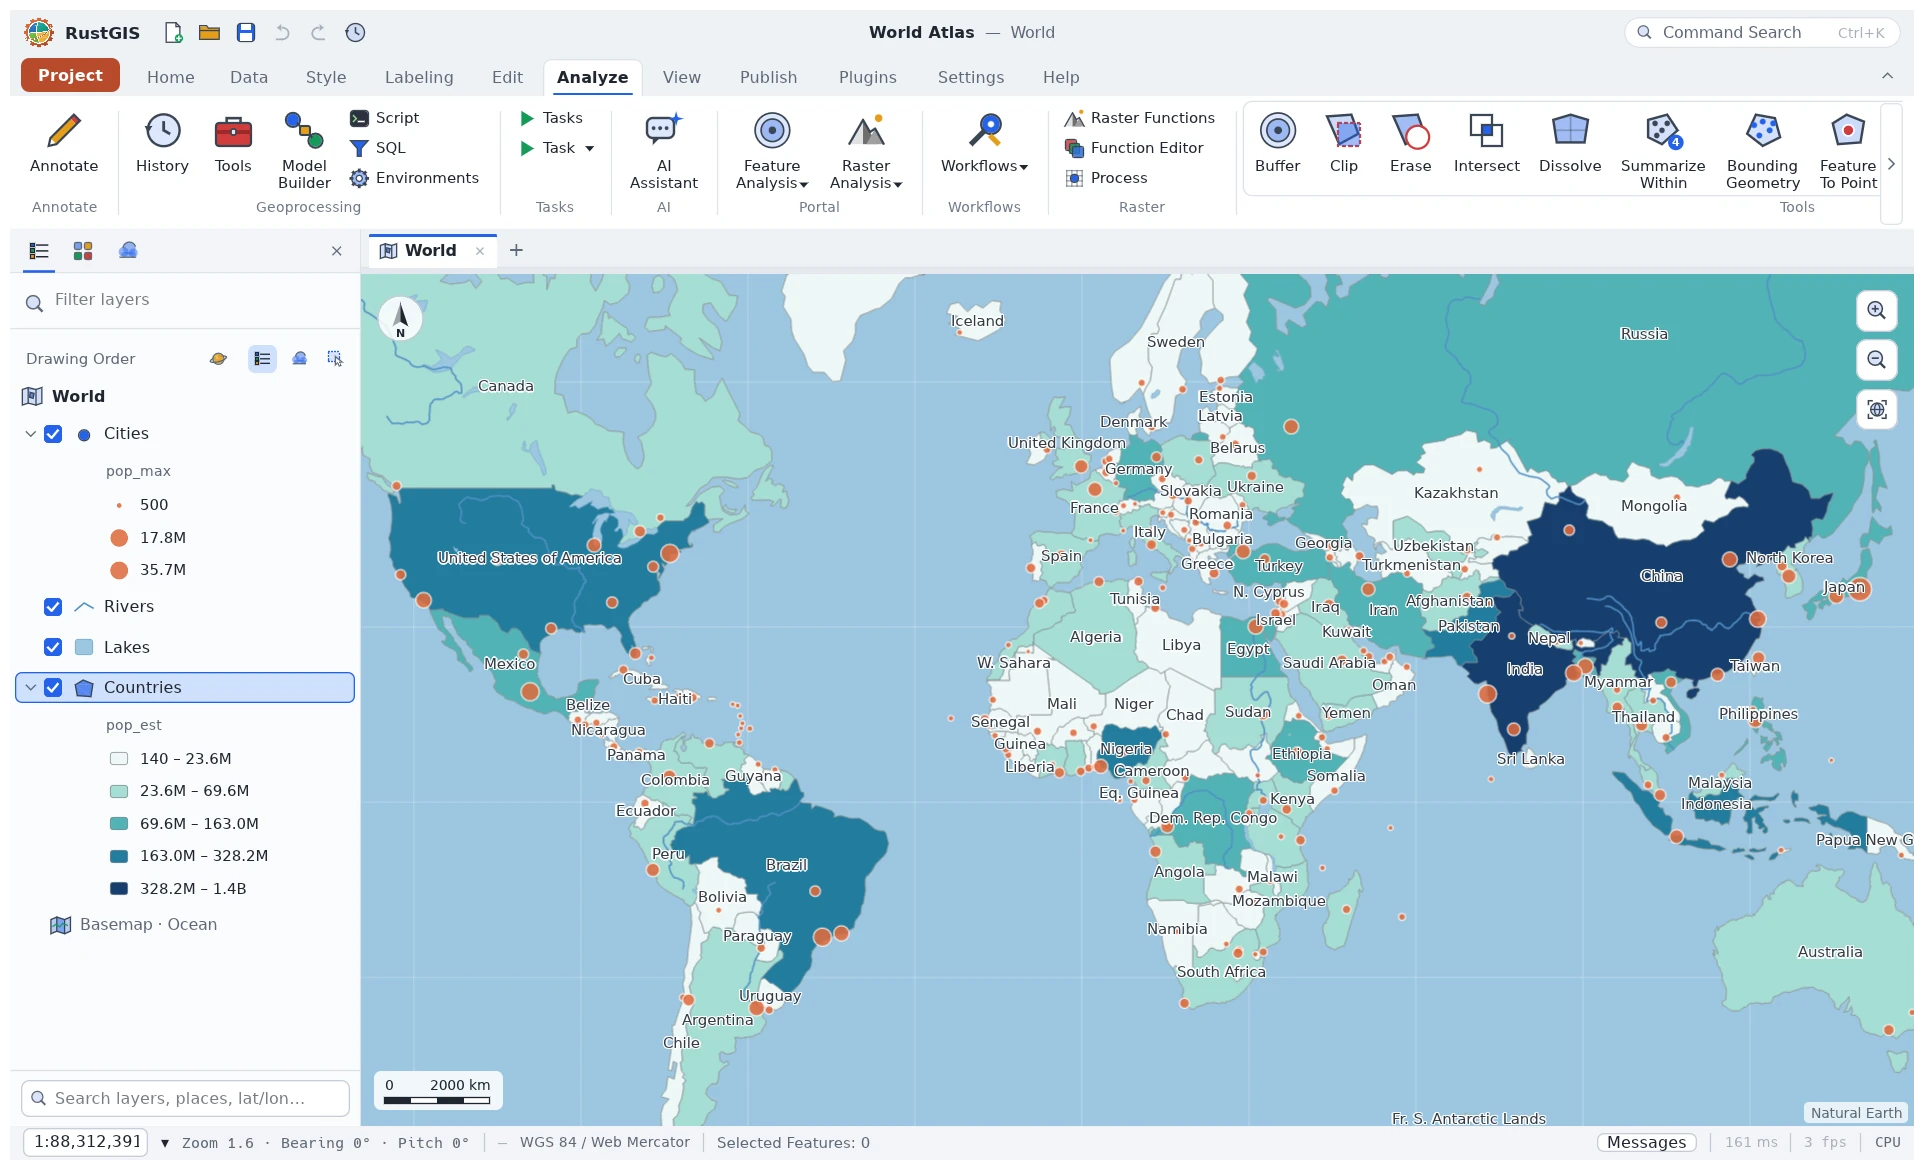 RustGIS
World Atlas — World
Command Search Ctrl+K
Project Home Data Style Labeling Edit Analyze View Publish Plugins Settings Help
Annotate
History
Tools
Model Builder
Script
SQL
Environments
Tasks
Task
AI Assistant
Feature Analysis
Raster Analysis
Workflows
Raster Functions
Function Editor
Process
Buffer
Clip
Erase
Intersect
Dissolve
4
Summarize Within
Bounding Geometry
Feature To Point
Annotate Geoprocessing Tasks AI Portal Workflows Raster Tools
World
Filter layers
Drawing Order
World
Cities
pop_max
500
17.8M
35.7M
Rivers
Lakes
Countries
pop_est
140 – 23.6M
23.6M – 69.6M
69.6M – 163.0M
163.0M – 328.2M
328.2M – 1.4B
Basemap · Ocean
Search layers, places, lat/lon...
N
Iceland
Russia
Sweden
Canada
Estonia
Latvia
Denmark
United Kingdom
Belarus
Germany
Slovakia
Ukraine
Kazakhstan
France
Mongolia
Romania
Italy
Bulgaria
Georgia
Uzbekistan
United States of America
Spain
Greece
Turkey
Turkmenistan
North Korea
China
Japan
Tunisia
N. Cyprus
Iraq
Iran
Afghanistan
Israel
Pakistan
Algeria
Libya
Egypt
Kuwait
Nepal
Mexico
W. Sahara
Saudi Arabia
India
Taiwan
Cuba
Oman
Myanmar
Haiti
Belize
Mali
Niger
Chad
Sudan
Yemen
Thailand
Philippines
Senegal
Nicaragua
Guinea
Nigeria
Ethiopia
Panama
Liberia
Cameroon
Somalia
Sri Lanka
Colombia
Guyana
Eq. Guinea
Kenya
Malaysia
Indonesia
Ecuador
Dem. Rep. Congo
Papua New G
Peru
Brazil
Angola
Malawi
Bolivia
Mozambique
Paraguay
Namibia
Australia
South Africa
Uruguay
Argentina
Chile
Fr. S. Antarctic Lands
0 2000 km
Natural Earth
1:88,312,391 Zoom 1.6 · Bearing 0° · Pitch 0° — WGS 84 / Web Mercator Selected Features: 0 Messages 161 ms 3 fps CPU